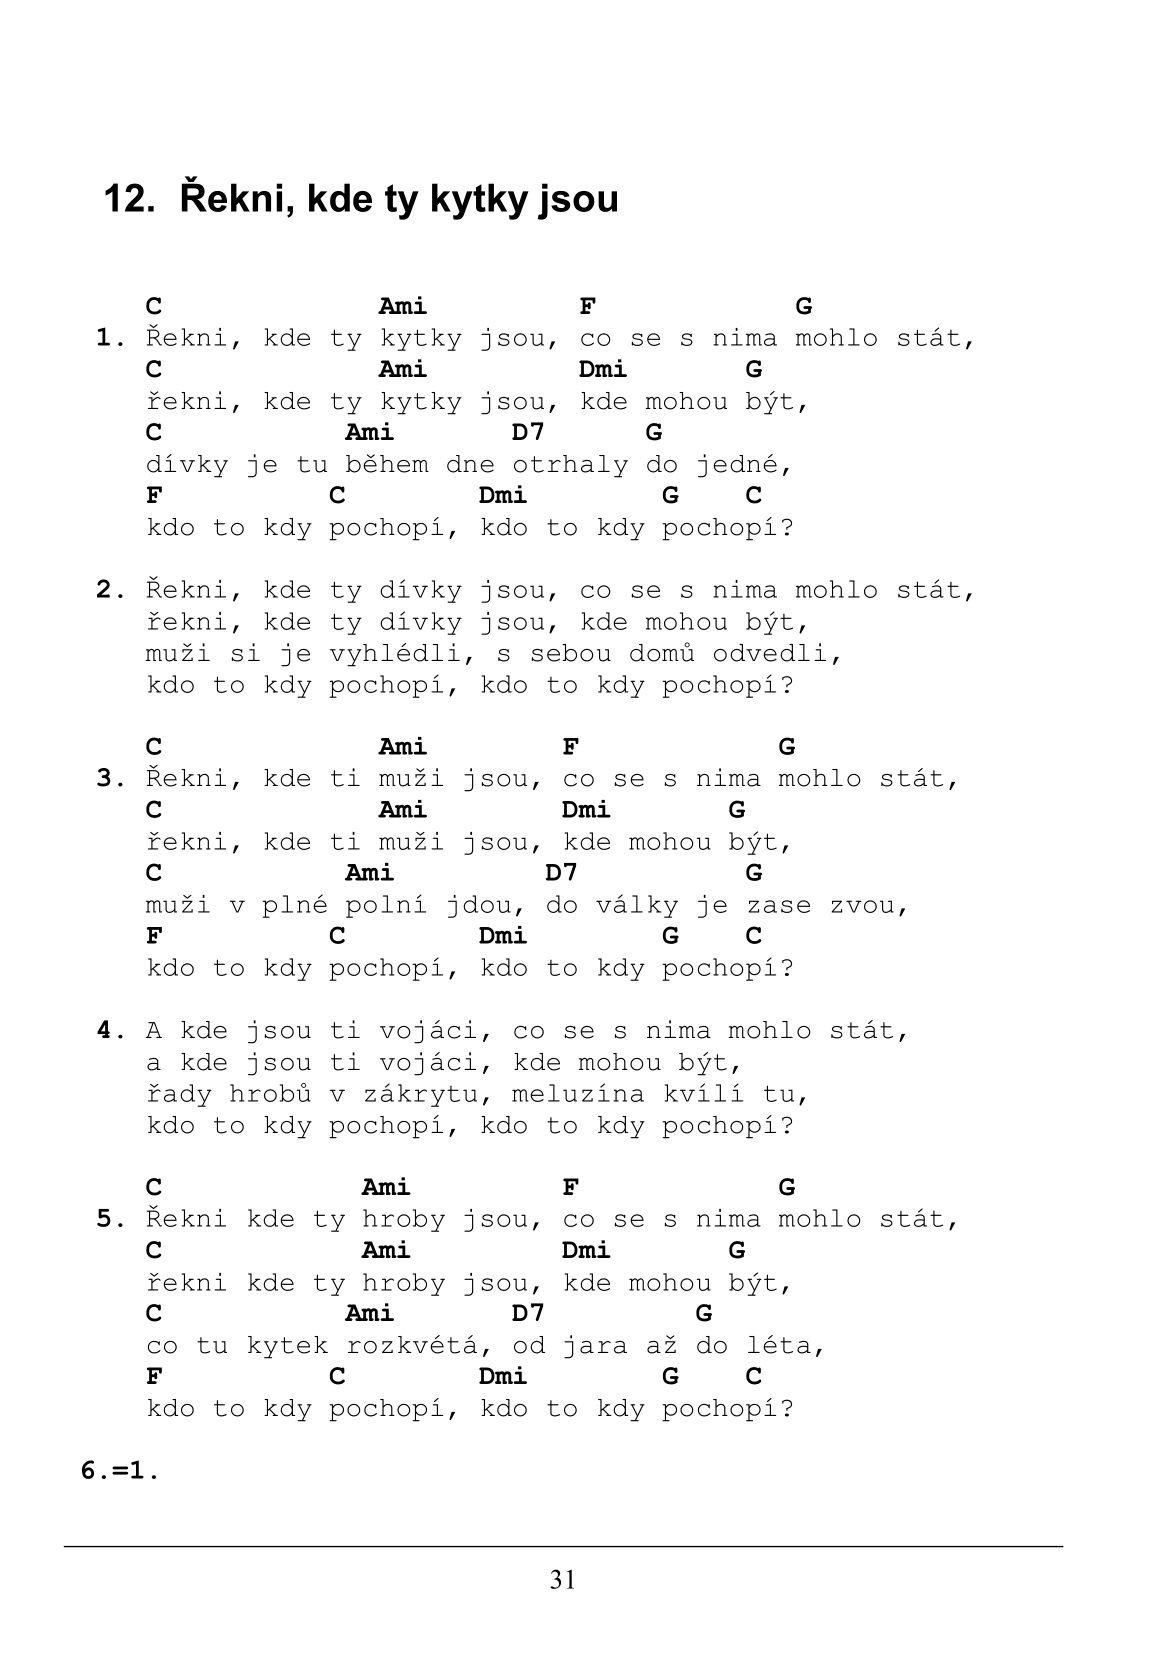 12. Řekni, kde ty kytky jsou
C Ami F G
1. Řekni, kde ty kytky jsou, co se s nima mohlo stát,
C Ami Dmi G
řekni, kde ty kytky jsou, kde mohou být,
C Ami D7 G
dívky je tu během dne otrhaly do jedné,
F C Dmi G C
kdo to kdy pochopí, kdo to kdy pochopí?
2. Řekni, kde ty dívky jsou, co se s nima mohlo stát,
řekni, kde ty dívky jsou, kde mohou být,
muži si je vyhlédli, s sebou domů odvedli,
kdo to kdy pochopí, kdo to kdy pochopí?
C Ami F G
3. Řekni, kde ti muži jsou, co se s nima mohlo stát,
C Ami Dmi G
řekni, kde ti muži jsou, kde mohou být,
C Ami D7 G
muži v plné polní jdou, do války je zase zvou,
F C Dmi G C
kdo to kdy pochopí, kdo to kdy pochopí?
4. A kde jsou ti vojáci, co se s nima mohlo stát,
a kde jsou ti vojáci, kde mohou být,
řady hrobů v zákrytu, meluzína kvílí tu,
kdo to kdy pochopí, kdo to kdy pochopí?
C Ami F G
5. Řekni kde ty hroby jsou, co se s nima mohlo stát,
C Ami Dmi G
řekni kde ty hroby jsou, kde mohou být,
C Ami D7 G
co tu kytek rozkvétá, od jara až do léta,
F C Dmi G C
kdo to kdy pochopí, kdo to kdy pochopí?
6.=1.
31